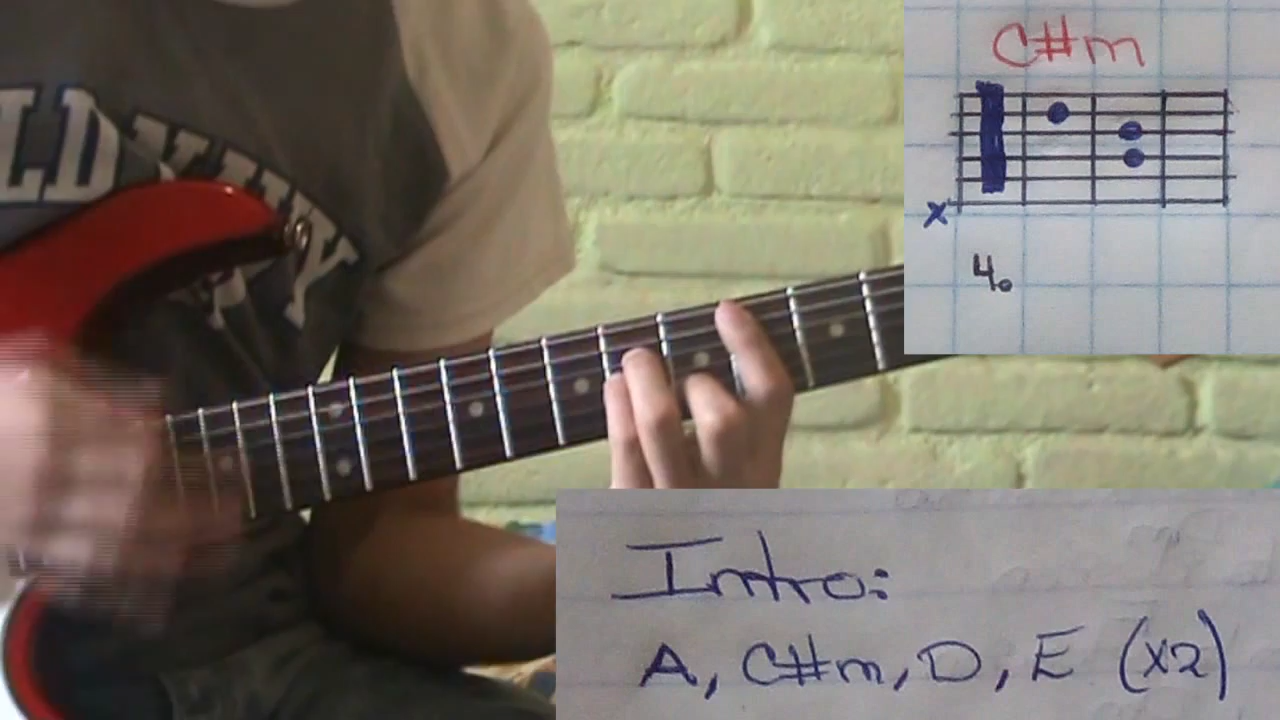 C#m
x
4.
Intro:
A, C#m, D, E (x2)